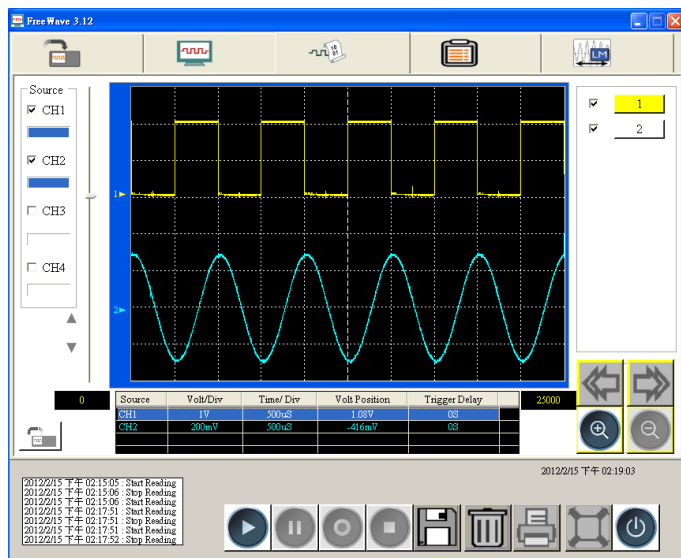 FreeWave 3.12
LM
Source
CH1
CH2
CH3
CH4
1
2
1
2
0
25000
Source Volt/Div Time/ Div Volt Position Trigger Delay
CH1 1V 500uS 1.08V 0S
CH2 200mV 500uS -416mV 0S
2012/2/15 下午 02:19:03
2012/2/15 下午 02:15:05 : Start Reading
2012/2/15 下午 02:15:06 : Stop Reading
2012/2/15 下午 02:15:06 : Start Reading
2012/2/15 下午 02:17:51 : Start Reading
2012/2/15 下午 02:17:51 : Stop Reading
2012/2/15 下午 02:17:51 : Start Reading
2012/2/15 下午 02:17:52 : Stop Reading